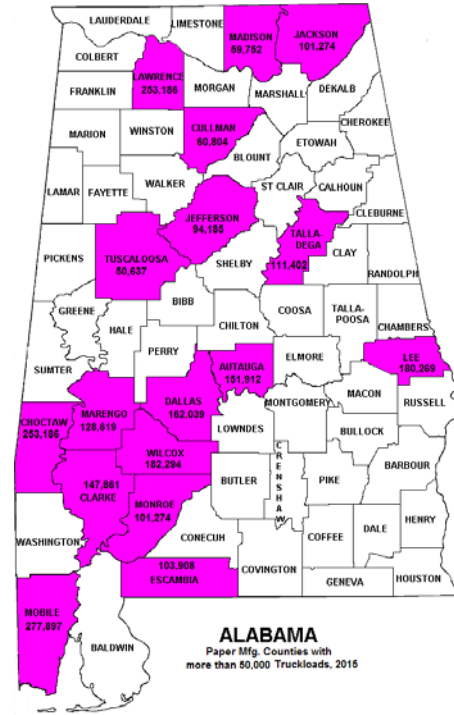 LAUDERDALE
LIMESTONE
MADISON
59,752
JACKSON
101,274
COLBERT
LAWRENCE
253,186
FRANKLIN
MORGAN
MARSHALL
DEKALB
CHEROKEE
MARION
WINSTON
CULLMAN
60,804
BLOUNT
ETOWAH
LAMAR
FAYETTE
WALKER
ST CLAIR
CALHOUN
CLEBURNE
JEFFERSON
94,185
TALLA-
DEGA
111,402
PICKENS
TUSCALOOSA
50,637
SHELBY
CLAY
RANDOLPH
BIBB
GREENE
HALE
PERRY
CHILTON
COOSA
TALLA-
POOSA
CHAMBERS
SUMTER
AUTAUGA
151,912
ELMORE
LEE
180,269
CHOCTAW
253,186
MARENGO
128,619
DALLAS
162,039
LOWNDES
MONTGOMERY
MACON
RUSSELL
BULLOCK
WILCOX
182,294
147,861
CLARKE
MONROE
101,274
BUTLER
CRENSHAW
PIKE
BARBOUR
WASHINGTON
CONECUH
COVINGTON
COFFEE
DALE
HENRY
103,908
ESCAMBIA
GENEVA
HOUSTON
MOBILE
277,897
BALDWIN
ALABAMA
Paper Mfg. Counties with
more than 50,000 Truckloads, 2015